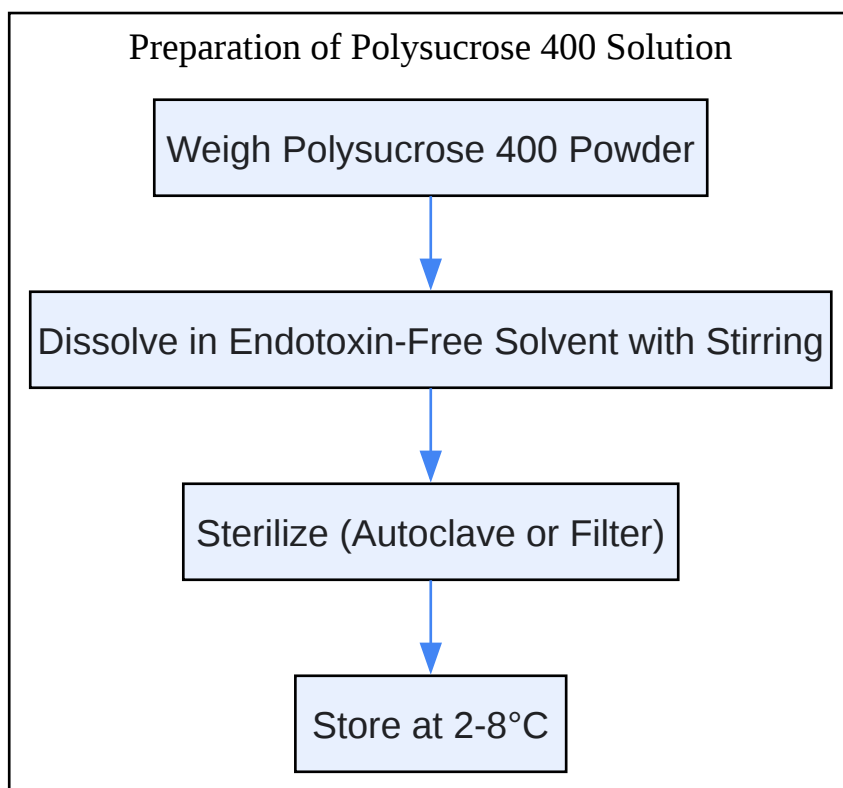 Preparation of Polysucrose 400 Solution
Weigh Polysucrose 400 Powder
Dissolve in Endotoxin-Free Solvent with Stirring
Sterilize (Autoclave or Filter)
Store at 2-8°C